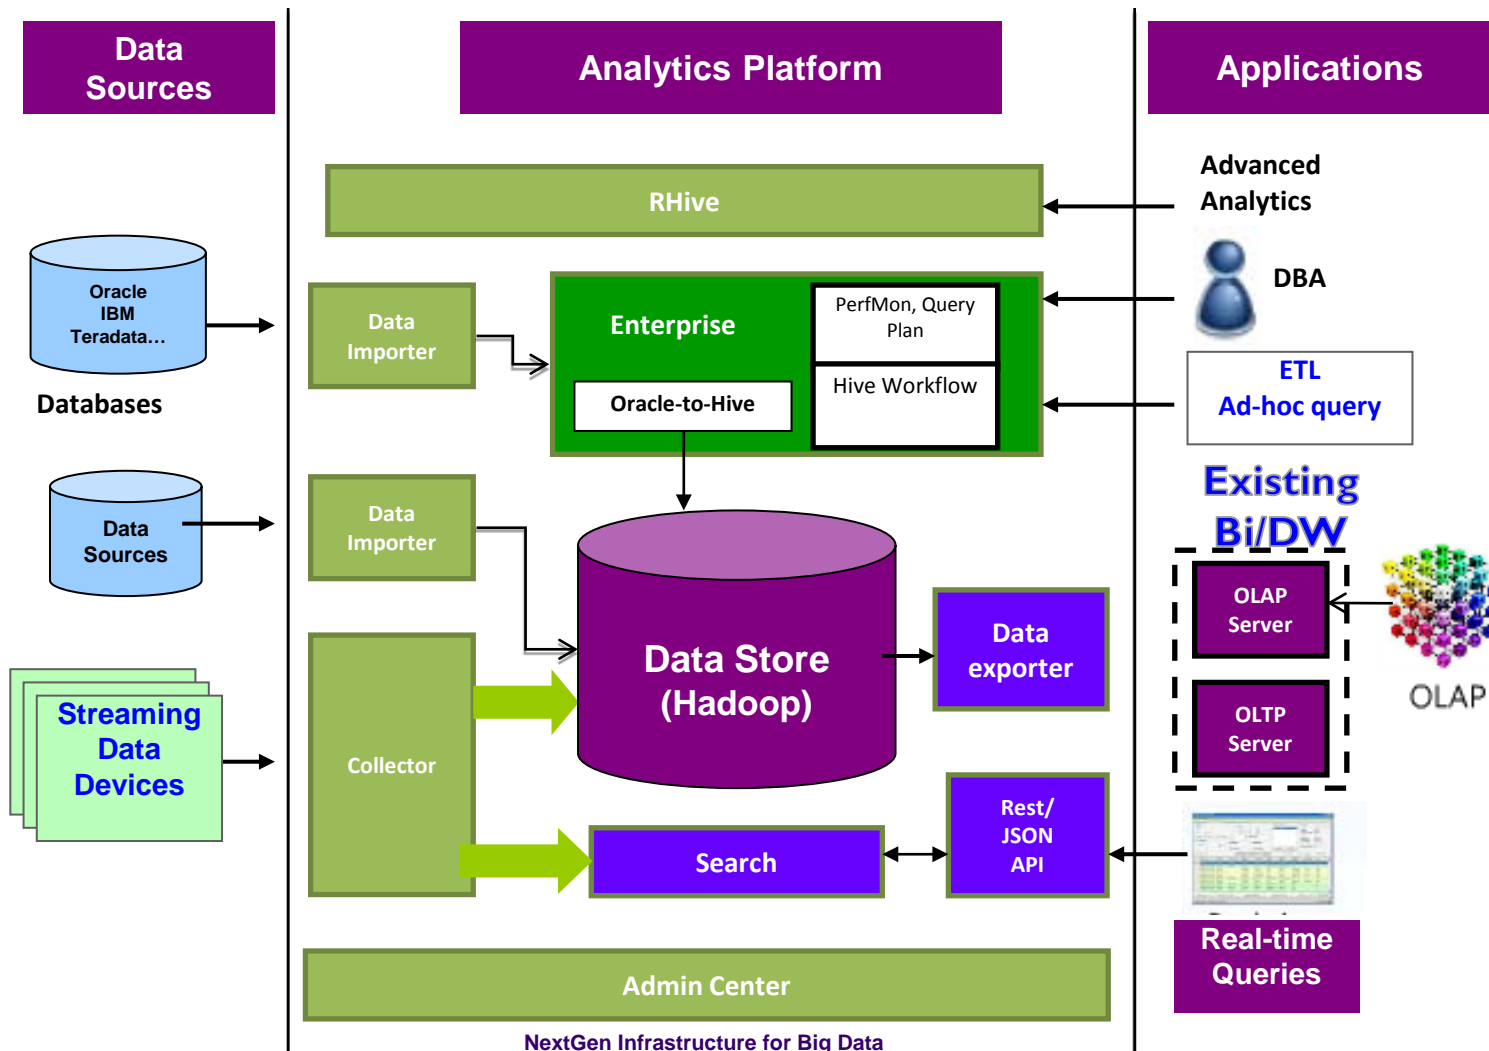 Data
Sources
Analytics Platform
Applications
RHive
Advanced
Analytics
DBA
Oracle
IBM
Teradata…
Databases
Data
Importer
Enterprise
PerfMon, Query
Plan
Oracle-to-Hive
Hive Workflow
ETL
Ad-hoc query
Data
Sources
Data
Importer
Existing
Bi/DW
OLAP
Server
OLAP
OLTP
Server
Data Store
(Hadoop)
Data
exporter
Streaming
Data
Devices
Collector
Search
Rest/
JSON
API
Real-time
Queries
Admin Center
NextGen Infrastructure for Big Data